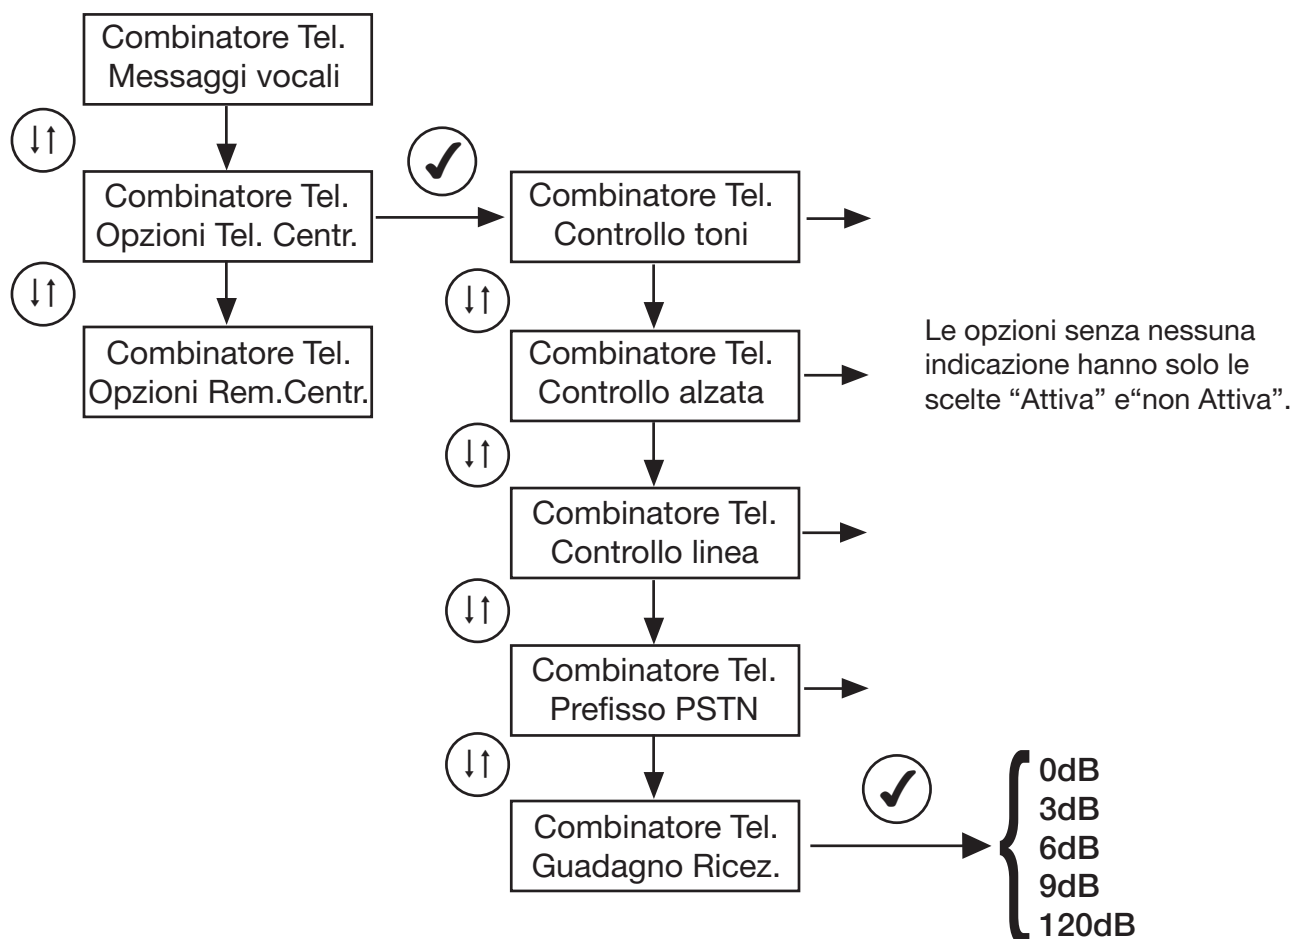 Combinatore Tel.
Messaggi vocali
Combinatore Tel.
Opzioni Tel. Centr.
Combinatore Tel.
Opzioni Rem.Centr.
Combinatore Tel.
Controllo toni
Combinatore Tel.
Controllo alzata
Combinatore Tel.
Controllo linea
Combinatore Tel.
Prefisso PSTN
Combinatore Tel.
Guadagno Ricez.
Le opzioni senza nessuna
indicazione hanno solo le
scelte “Attiva” e“non Attiva”.
0dB
3dB
6dB
9dB
120dB